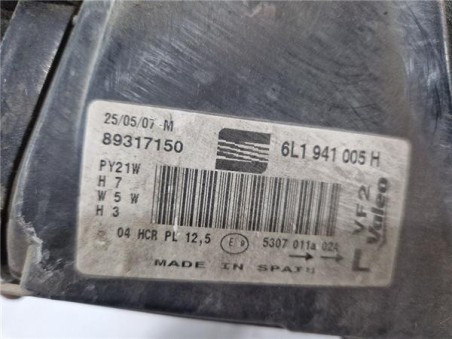 25/05/07 M
89317150
6L1 941 005 H
PY21W
H 7
W 5 W
H 3
VF2
Valeo
04 HCR PL 12,5
5307 011a
MADE IN
L